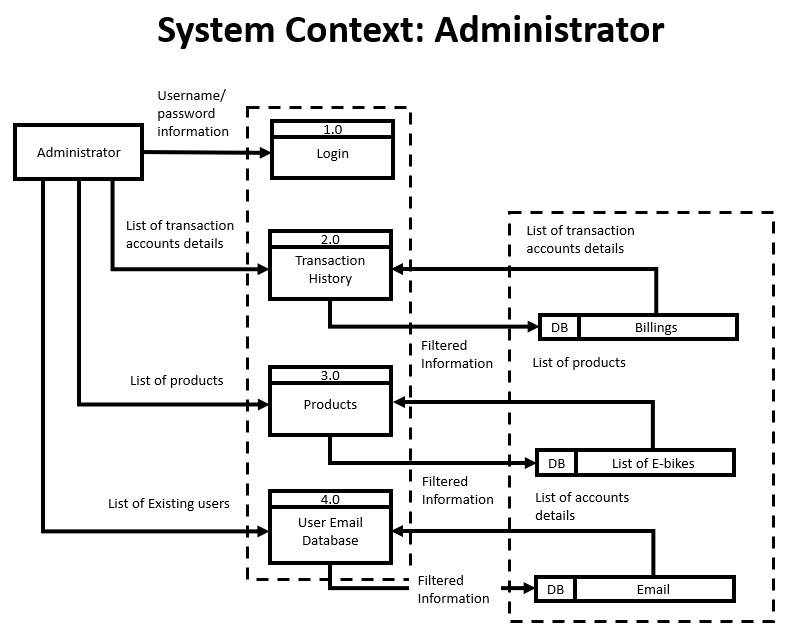 System Context: Administrator
Username/
password
information
1.0
Login
Administrator
List of transaction
accounts details
2.0
Transaction
History
List of transaction
accounts details
DB
Billings
Filtered
Information
List of products
3.0
Products
List of products
DB
List of E-bikes
Filtered
Information
List of Existing users
4.0
User Email
Database
List of accounts
details
Filtered
Information
DB
Email